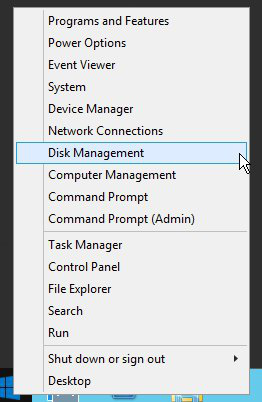 Programs and Features
Power Options
Event Viewer
System
Device Manager
Network Connections
Disk Management
Computer Management
Command Prompt
Command Prompt (Admin)
Task Manager
Control Panel
File Explorer
Search
Run
Shut down or sign out
Desktop